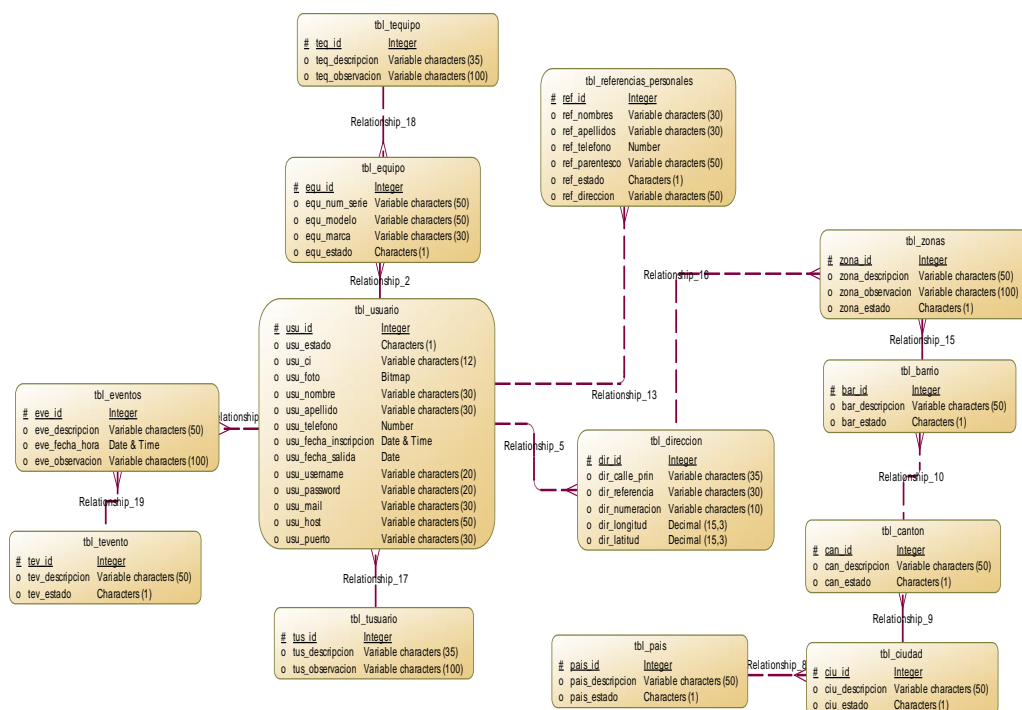 tbl_tequipo
# teq_id Integer
o teq_descripcion Variable characters (35)
o teq_observacion Variable characters (100)
Relationship_18
tbl_equipo
# equ_id Integer
o equ_num_serie Variable characters (50)
o equ_modelo Variable characters (50)
o equ_marca Variable characters (30)
o equ_estado Characters (1)
Relationship_2
tbl_referencias_personales
# ref_id Integer
o ref_nombres Variable characters (30)
o ref_apellidos Variable characters (30)
o ref_telefono Number
o ref_parentesco Variable characters (50)
o ref_estado Characters (1)
o ref_direccion Variable characters (50)
Relationship_13
tbl_zonas
# zona_id Integer
o zona_descripcion Variable characters (50)
o zona_observacion Variable characters (100)
o zona_estado Characters (1)
Relationship_16
Relationship_15
tbl_usuario
# usu_id Integer
o usu_estado Characters (1)
o usu_ci Variable characters (12)
o usu_foto Bitmap
o usu_nombre Variable characters (30)
o usu_apellido Variable characters (30)
o usu_telefono Number
o usu_fecha_inscripcion Date & Time
o usu_fecha_salida Date
o usu_username Variable characters (20)
o usu_password Variable characters (20)
o usu_mail Variable characters (30)
o usu_host Variable characters (50)
o usu_puerto Variable characters (30)
tbl_barrio
# bar_id Integer
o bar_descripcion Variable characters (50)
o bar_estado Characters (1)
Relationship_10
tbl_eventos
# eve_id Integer
o eve_descripcion Variable characters (50)
o eve_fecha_hora Date & Time
o eve_observacion Variable characters (100)
elationship
Relationship_19
Relationship_5
tbl_direccion
# dir_id Integer
o dir_calle_prin Variable characters (35)
o dir_referencia Variable characters (30)
o dir_numeracion Variable characters (10)
o dir_longitud Decimal (15,3)
o dir_latitud Decimal (15,3)
tbl_tevento
# tev_id Integer
o tev_descripcion Variable characters (50)
o tev_estado Characters (1)
tbl_canton
# can_id Integer
o can_descripcion Variable characters (50)
o can_estado Characters (1)
Relationship_17
Relationship_9
tbl_tusuario
# tus_id Integer
o tus_descripcion Variable characters (35)
o tus_observacion Variable characters (100)
tbl_pais
# pais_id Integer
o pais_descripcion Variable characters (50)
o pais_estado Characters (1)
Relationship_8
tbl_ciudad
# ciu_id Integer
o ciu_descripcion Variable characters (50)
o ciu_estado Characters (1)